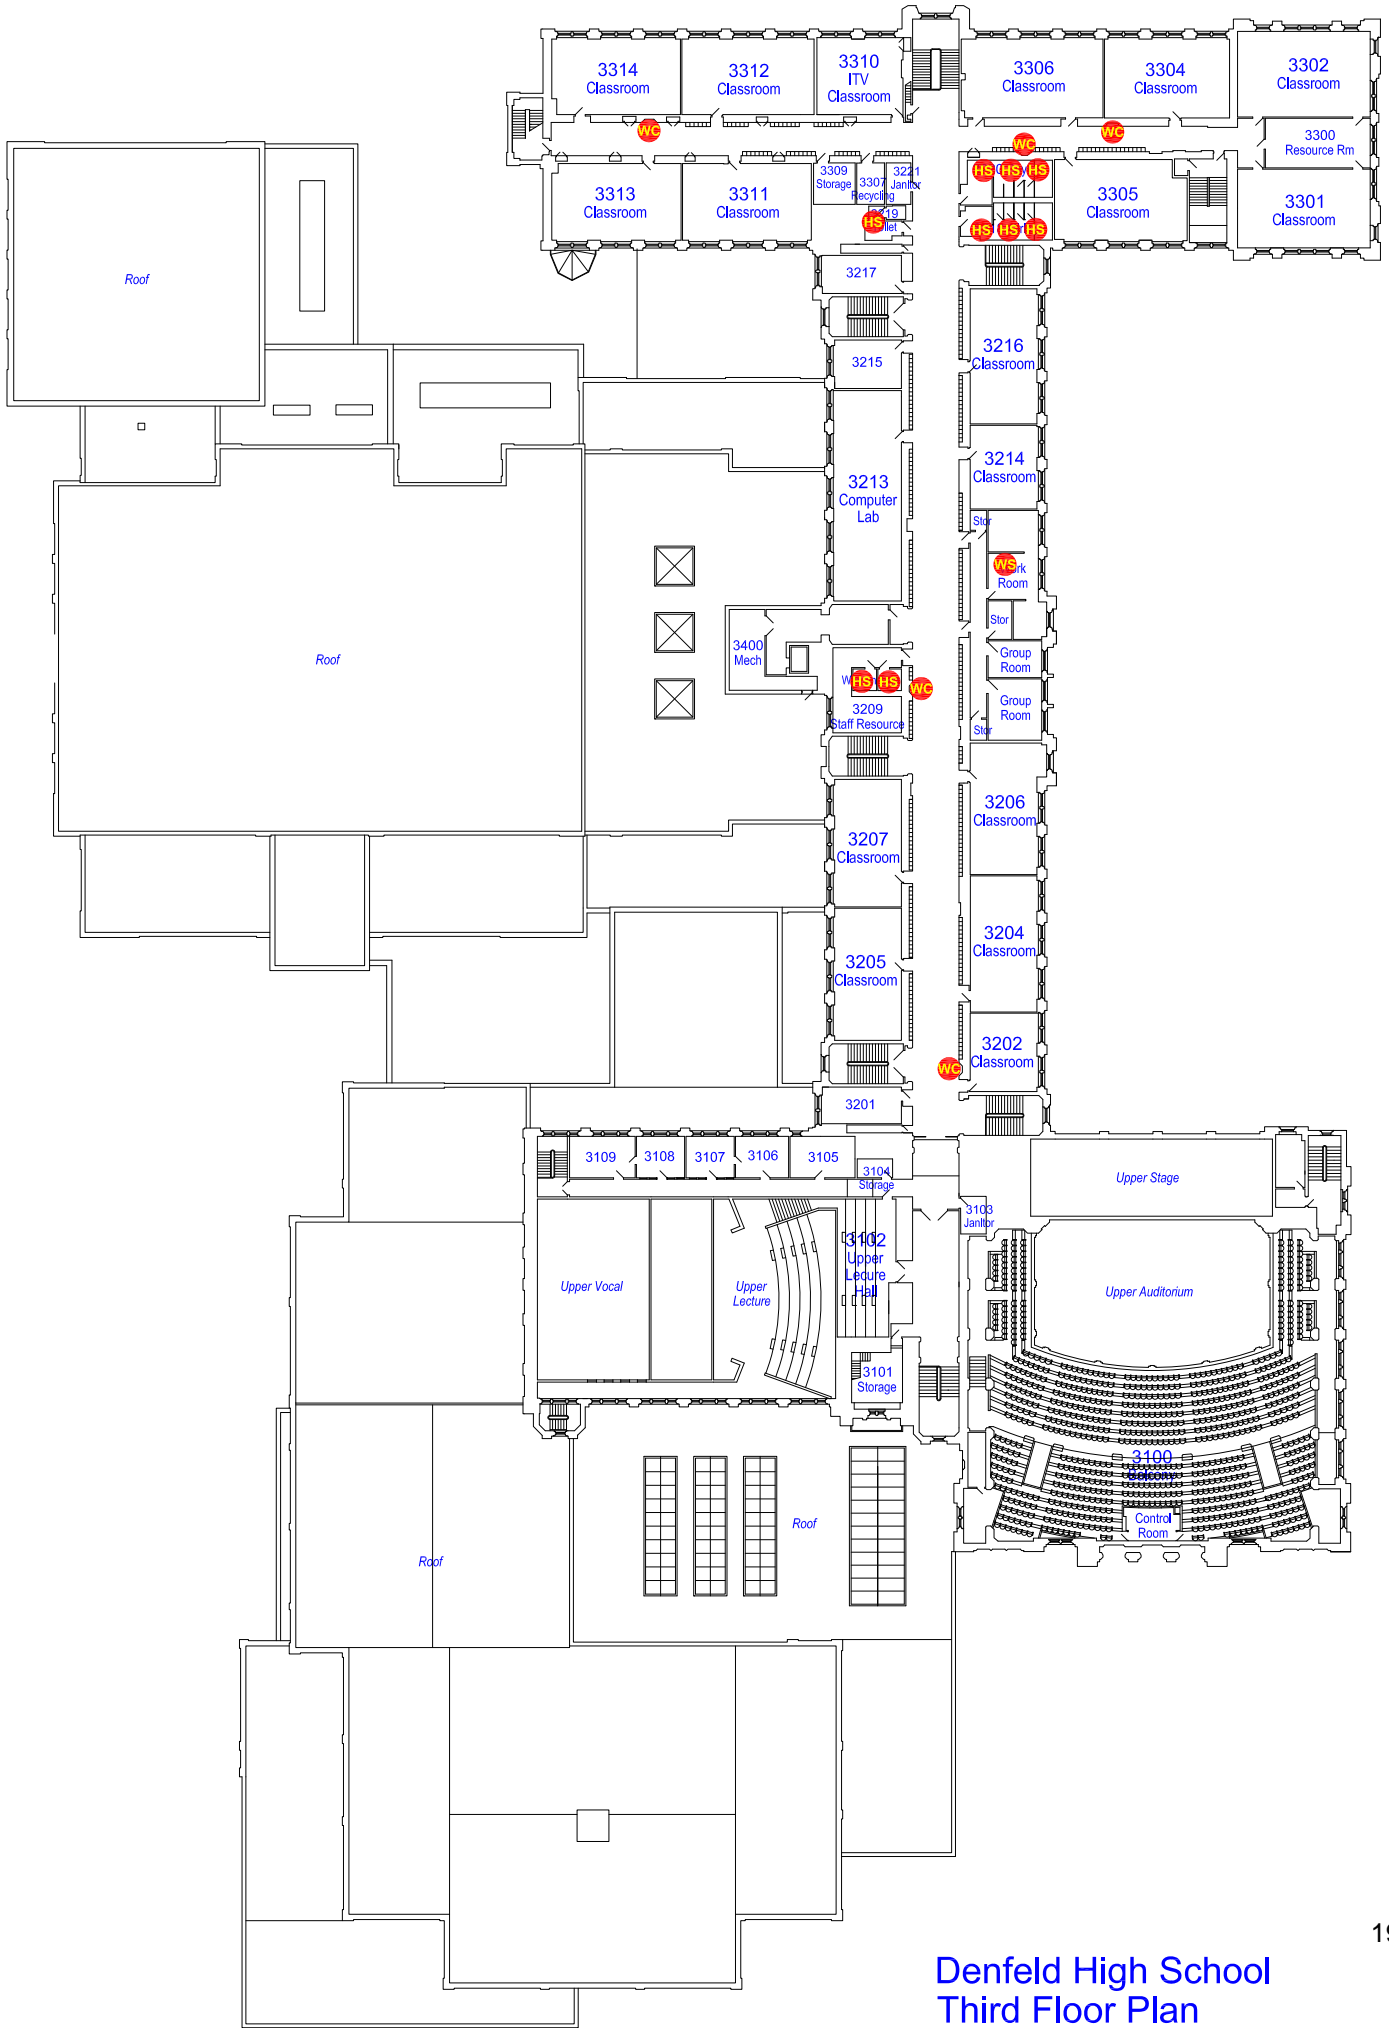 3314
Classroom
3312
Classroom
3310
ITV
Classroom
3306
Classroom
3304
Classroom
3302
Classroom
WC
WC
WC
3300
Resource Rm
3313
Classroom
3311
Classroom
3309
Storage
3307
Recycling
3221
Janitor
HS
HS
HS
3305
Classroom
3301
Classroom
3219
HS
HS
HS
HS
3217
Roof
3215
3216
Classroom
3213
Computer
Lab
3214
Classroom
Stor
WS
Room
Stor
Roof
3400
Mech
Group
Room
HS
HS
WC
Group
Room
3209
Staff Resource
Stor
3207
Classroom
3206
Classroom
3205
Classroom
3204
Classroom
3202
Classroom
WC
3201
3109
3108
3107
3106
3105
3104
Storage
Upper Stage
3103
Janitor
3102
Upper
Lecure
Hall
Upper Vocal
Upper
Lecture
Upper Auditorium
3101
Storage
3100
Balcony
Control
Room
Roof
Roof
19
Denfeld High School
Third Floor Plan